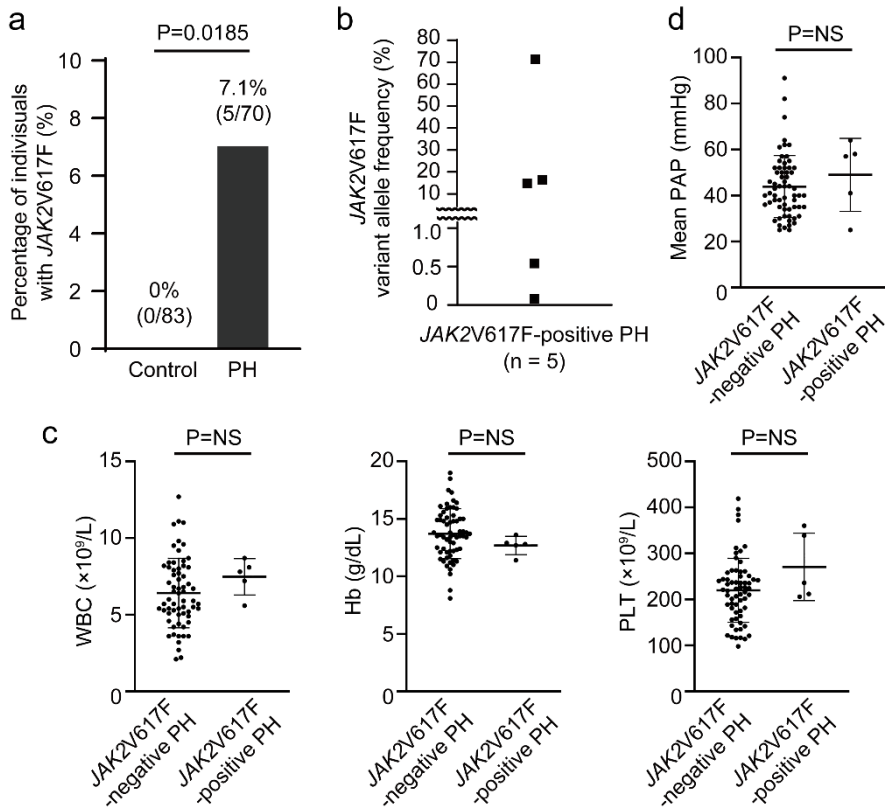 a
P=0.0185
Percentage of indivisuals
with JAK2V617F (%)
10
8
6
4
2
0
7.1%
(5/70)
0%
(0/83)
Control
PH
b
JAK2V617F
variant allele frequency (%)
80
70
60
50
40
30
20
10
1.0
0.5
0
JAK2V617F-positive PH
(n = 5)
d
P=NS
Mean PAP (mmHg)
100
80
60
40
20
0
JAK2V617F
-negative PH
JAK2V617F
-positive PH
c
P=NS
WBC (×10⁹/L)
15
10
5
0
JAK2V617F
-negative PH
JAK2V617F
-positive PH
P=NS
Hb (g/dL)
20
15
10
5
0
JAK2V617F
-negative PH
JAK2V617F
-positive PH
P=NS
PLT (×10⁹/L)
500
400
300
200
100
0
JAK2V617F
-negative PH
JAK2V617F
-positive PH